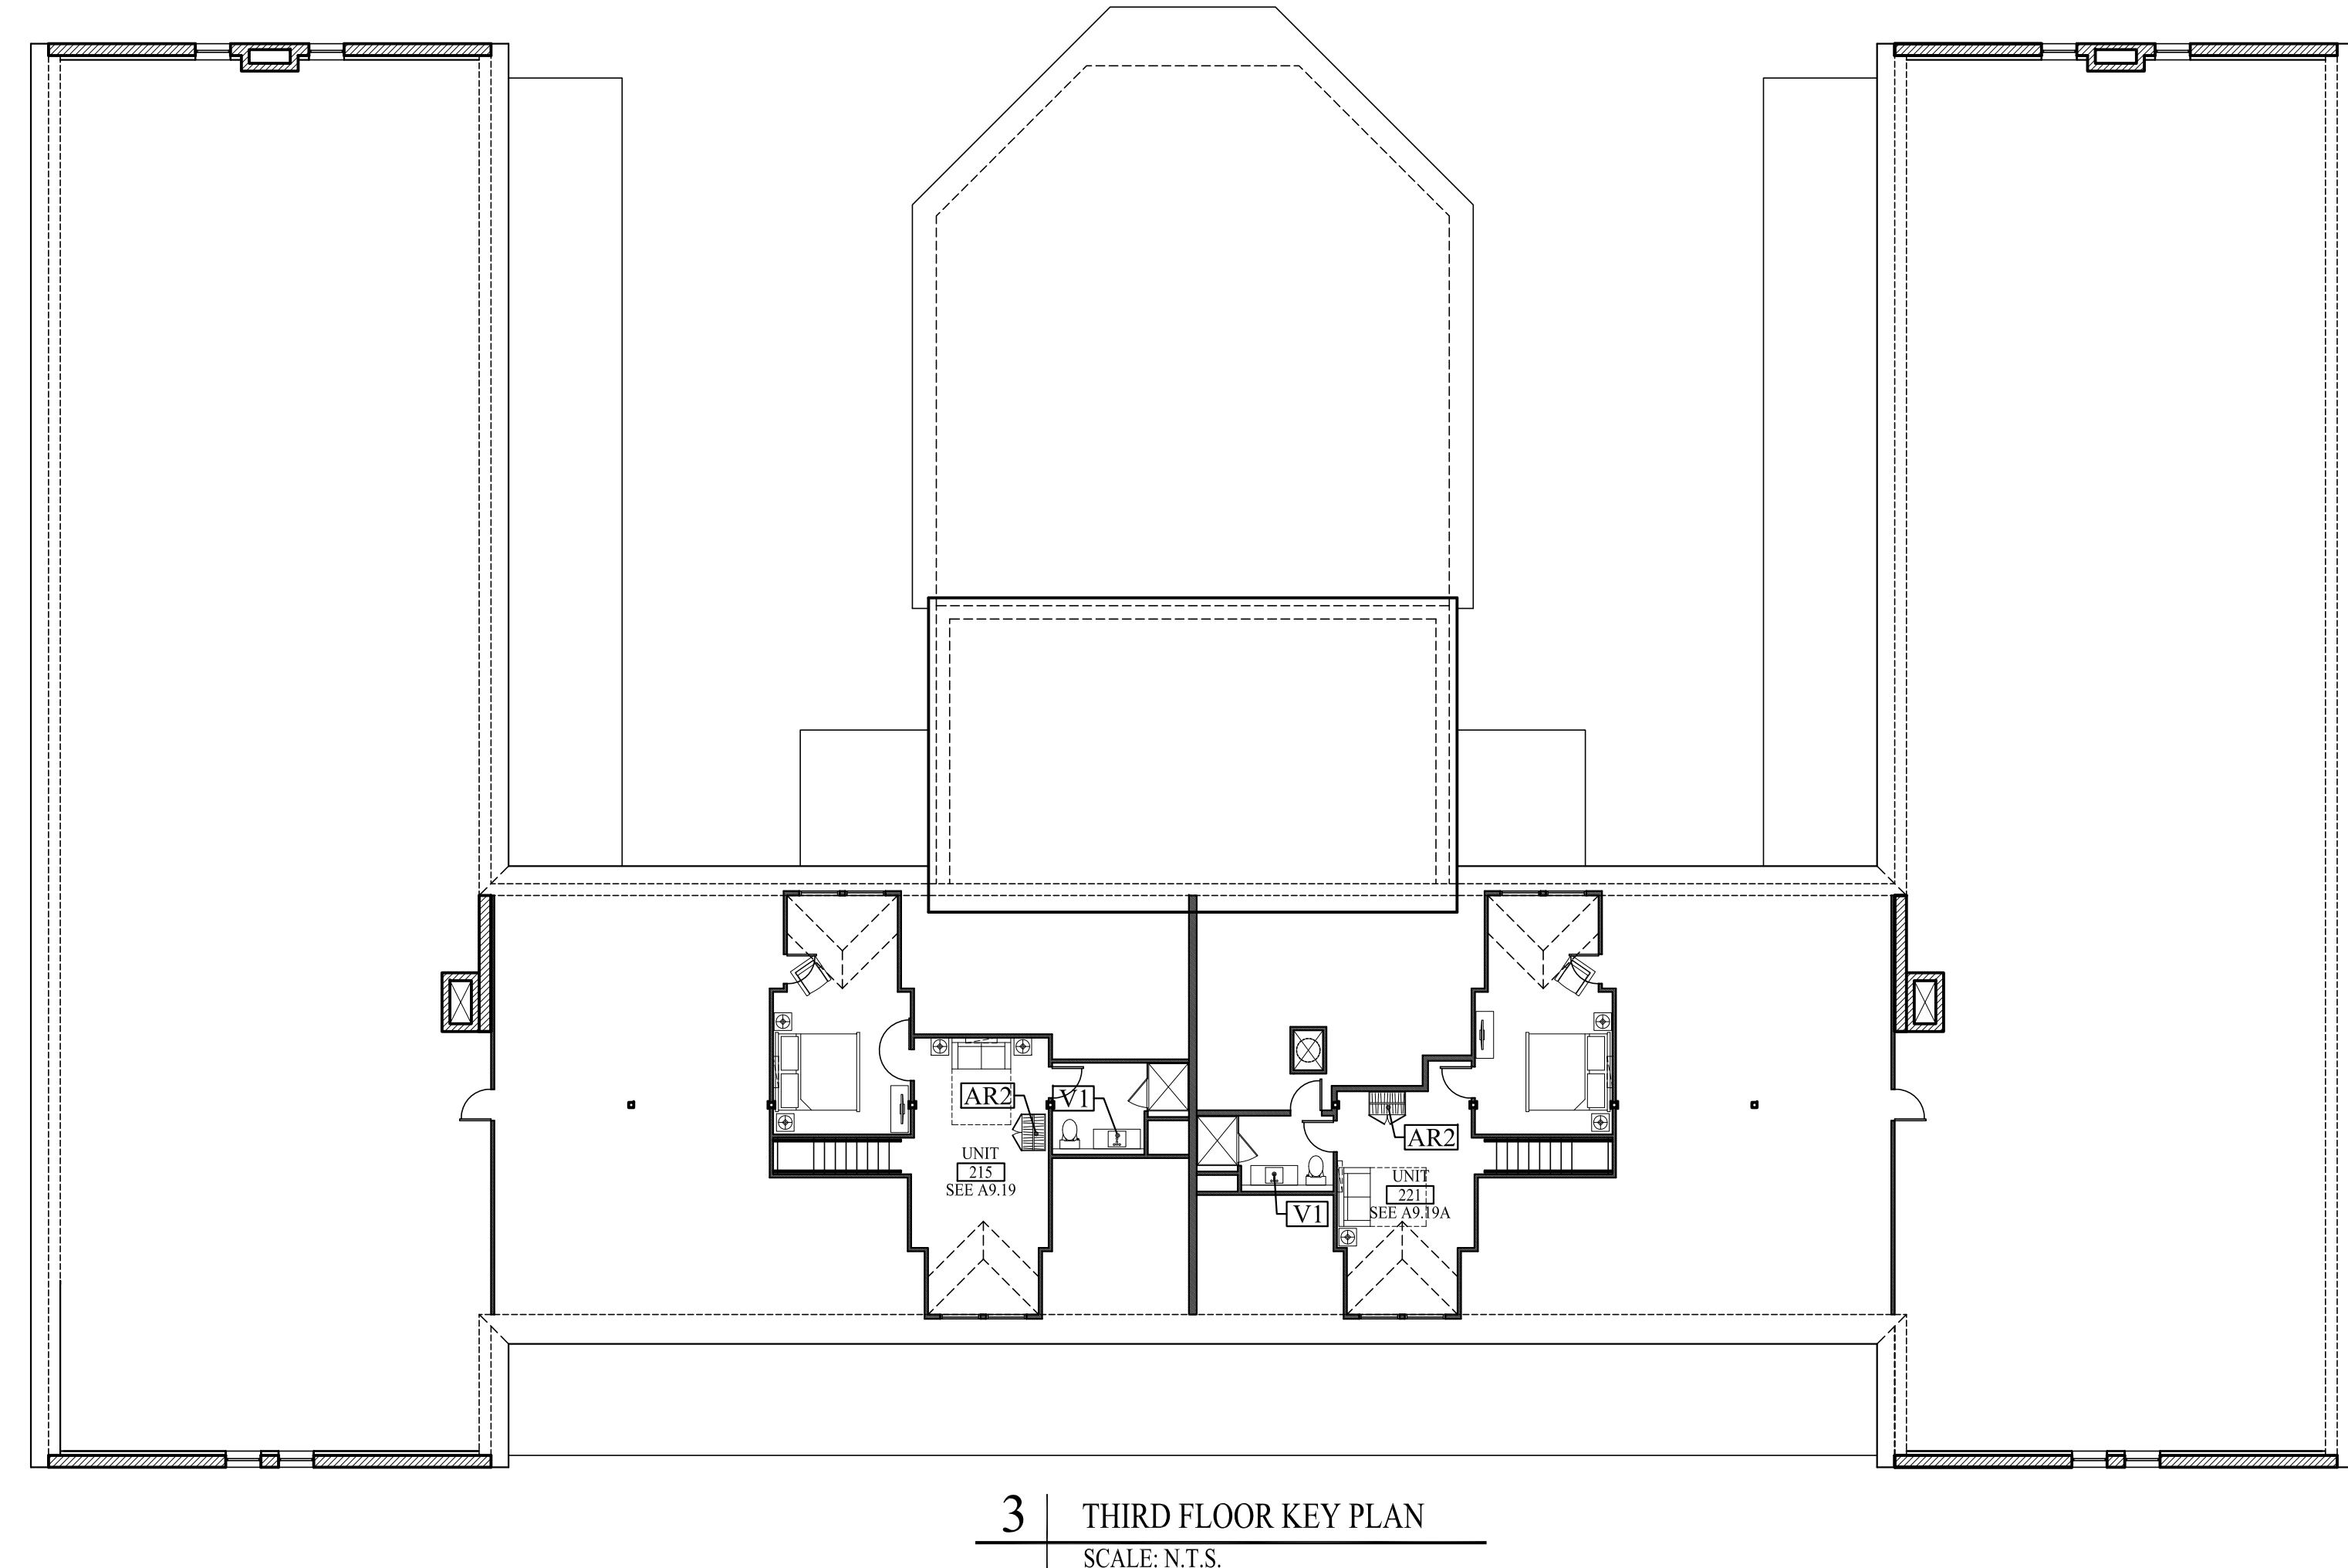 AR2
V1
UNIT
215
SEE A9.19
AR2
UNIT
221
SEE A9.19A
V1
3
THIRD FLOOR KEY PLAN
SCALE: N.T.S.